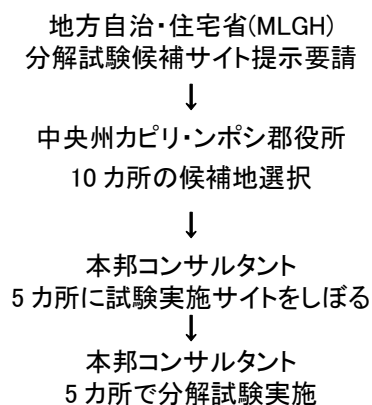 地方自治・住宅省(MLGH)
分解試験候補サイト提示要請
↓
中央州カピリ・ンポシ郡役所
10 カ所の候補地選択
↓
本邦コンサルタント
5 カ所に試験実施サイトをしぼる
↓
本邦コンサルタント
5 カ所で分解試験実施